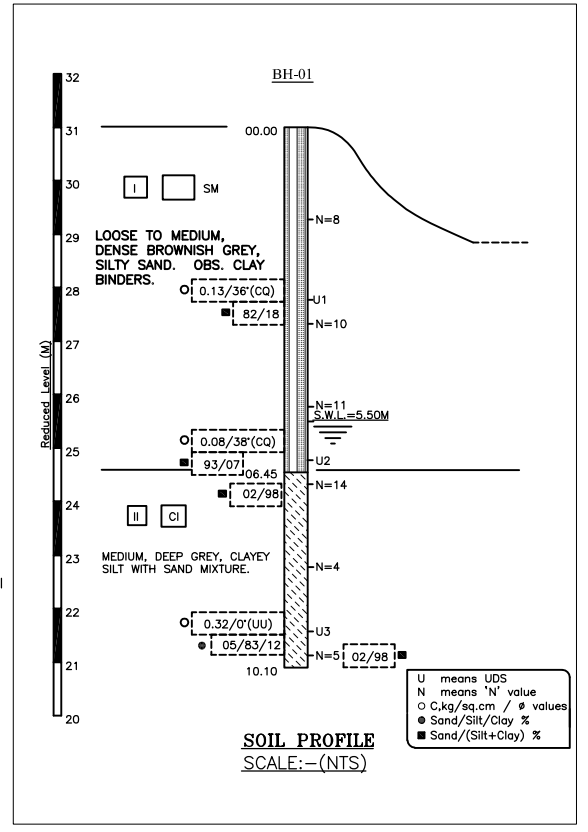 BH-01
32
31
00.00
30
I
SM
N=8
29
LOOSE TO MEDIUM,
DENSE BROWNISH GREY,
SILTY SAND. OBS. CLAY
BINDERS.
28
0.13/36°(CQ)
U1
82/18
N=10
27
Reduced Level (M)
26
N=11
S.W.L.=5.50M
0.08/38°(CQ)
25
93/07
U2
06.45
N=14
02/98
24
II
CI
MEDIUM, DEEP GREY, CLAYEY
SILT WITH SAND MIXTURE.
23
N=4
22
0.32/0°(UU)
U3
05/83/12
N=5
02/98
21
10.10
20
U means UDS
N means 'N' value
C,kg/sq.cm / ø values
Sand/Silt/Clay %
Sand/(Silt+Clay) %
SOIL PROFILE
SCALE:-(NTS)